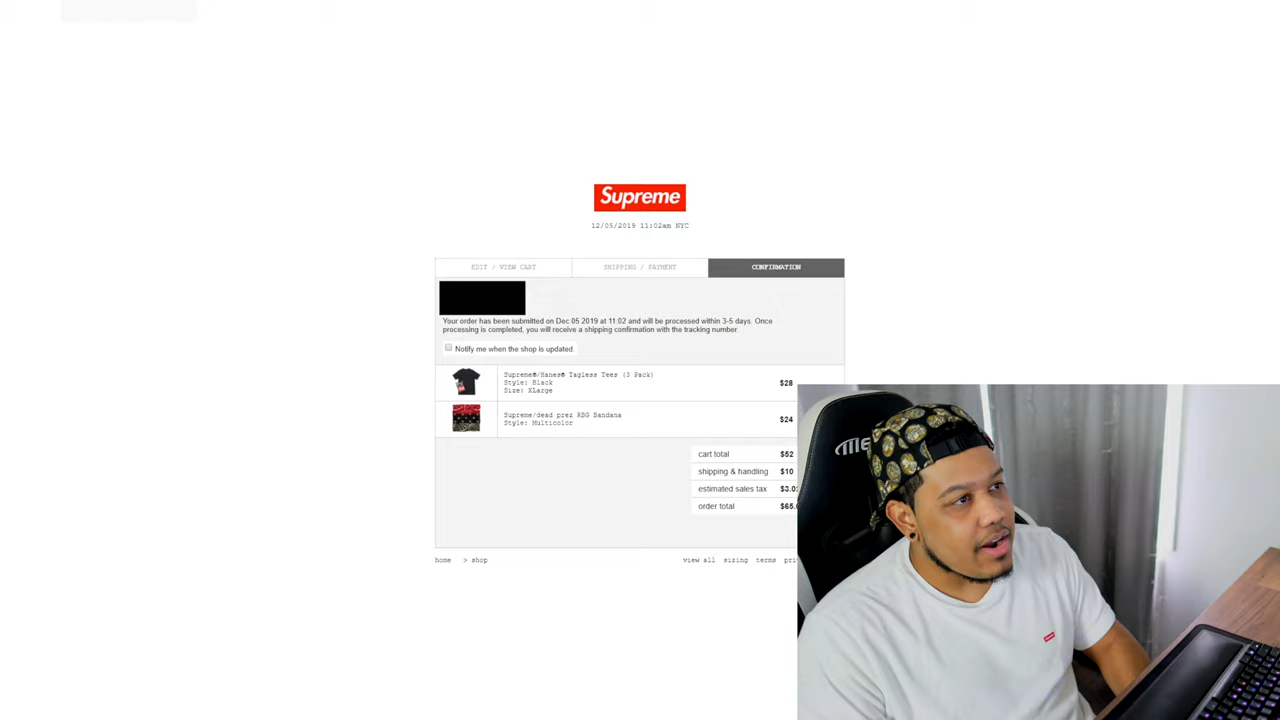 Supreme
12/05/2019 11:02am NYC
EDIT / VIEW CART SHIPPING / PAYMENT CONFIRMATION
Your order has been submitted on Dec 05 2019 at 11:02 and will be processed within 3-5 days. Once
processing is completed, you will receive a shipping confirmation with the tracking number.
Notify me when the shop is updated.
Supreme®/Hanes® Tagless Tees (3 Pack)
Style: Black
Size: XLarge
$28
Supreme/dead prez RBG Bandana
Style: Multicolor
$24
cart total $52
shipping & handling $10
estimated sales tax $3.0
order total $65.
home > shop view all sizing terms pri